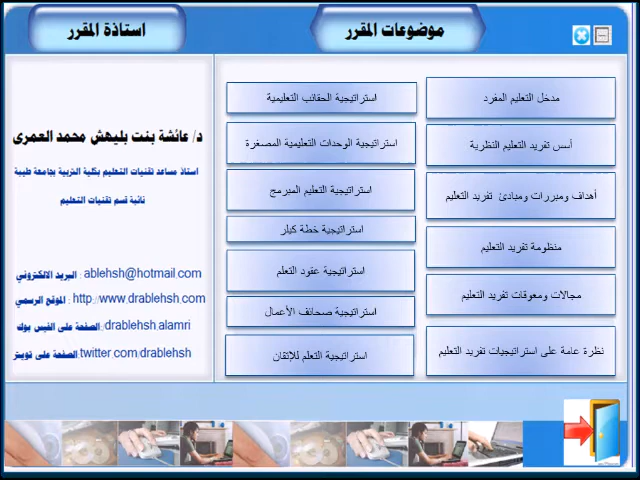 موضوعات المقرر
استاذة المقرر
مدخل التعليم المفرد
أسس تفريد التعليم النظرية
أهداف ومبررات ومبادئ تفريد التعليم
منظومة تفريد التعليم
مجالات ومعوقات تفريد التعليم
نظرة عامة على استراتيجيات تفريد التعليم
استراتيجية الحقائب التعليمية
استراتيجية الوحدات التعليمية المصغرة
استراتيجية التعليم المبرمج
استراتيجية خطة كيلر
استراتيجية عقود التعلم
استراتيجية صحائف الأعمال
استراتيجية التعلم للإتقان
د/ عائشة بنت بليهش محمد العمرى
استاذ مساعد تقنيات التعليم بكلية التربية بجامعة طيبة
نائبة قسم تقنيات التعليم
البريد الالكتروني : ablehsh@hotmail.com
الموقع الرسمي : http://www.drablehsh.com
الصفحة على الفيس بوك :drablehsh.alamri
الصفحة على تويتر :twitter.com/drablehsh